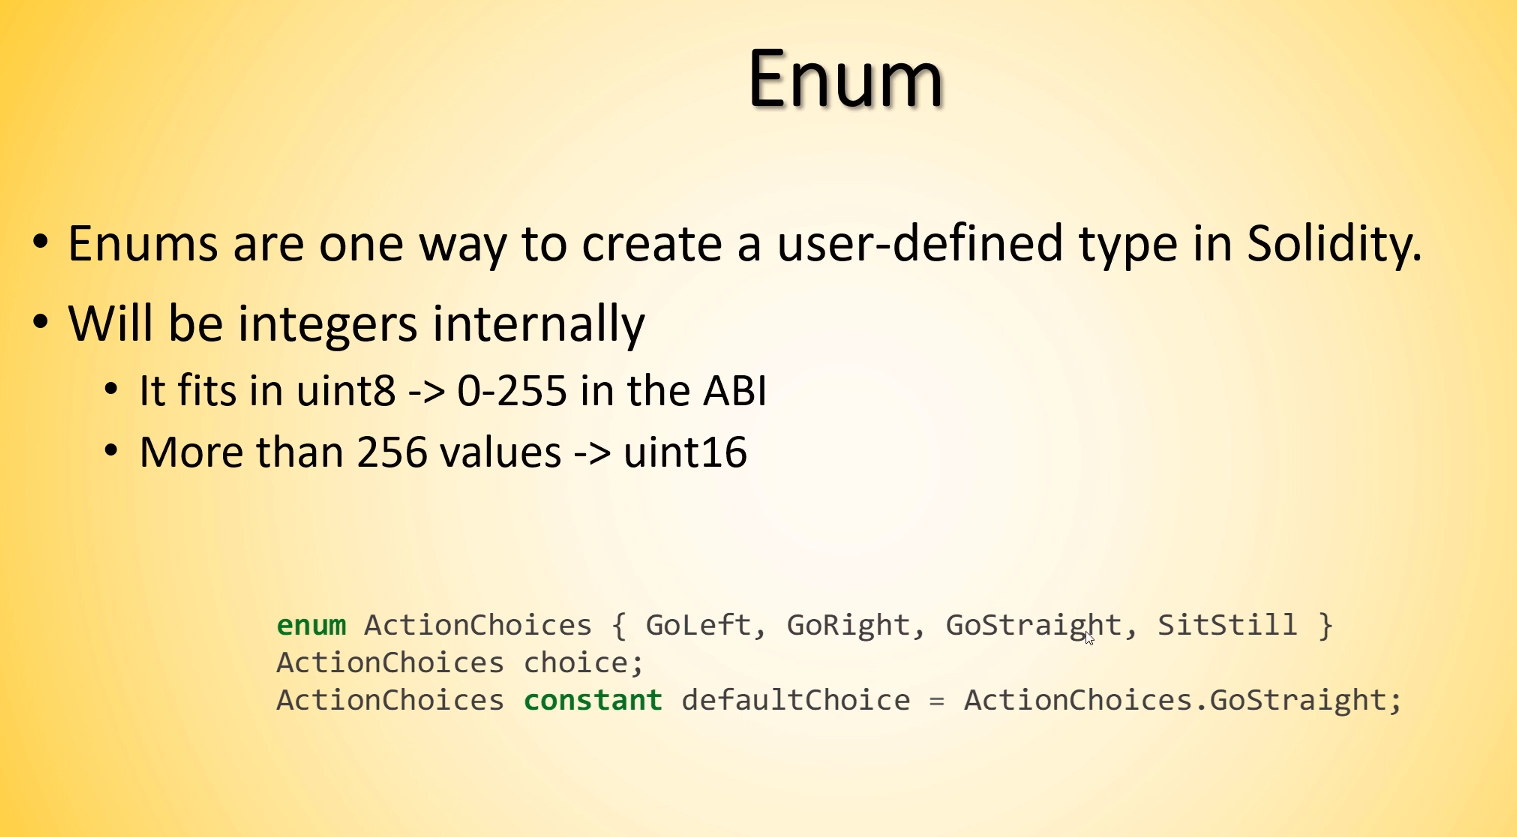 Enum
• Enums are one way to create a user-defined type in Solidity.
• Will be integers internally
• It fits in uint8 -> 0-255 in the ABI
• More than 256 values -> uint16
enum ActionChoices { GoLeft, GoRight, GoStraight, SitStill }
ActionChoices choice;
ActionChoices constant defaultChoice = ActionChoices.GoStraight;